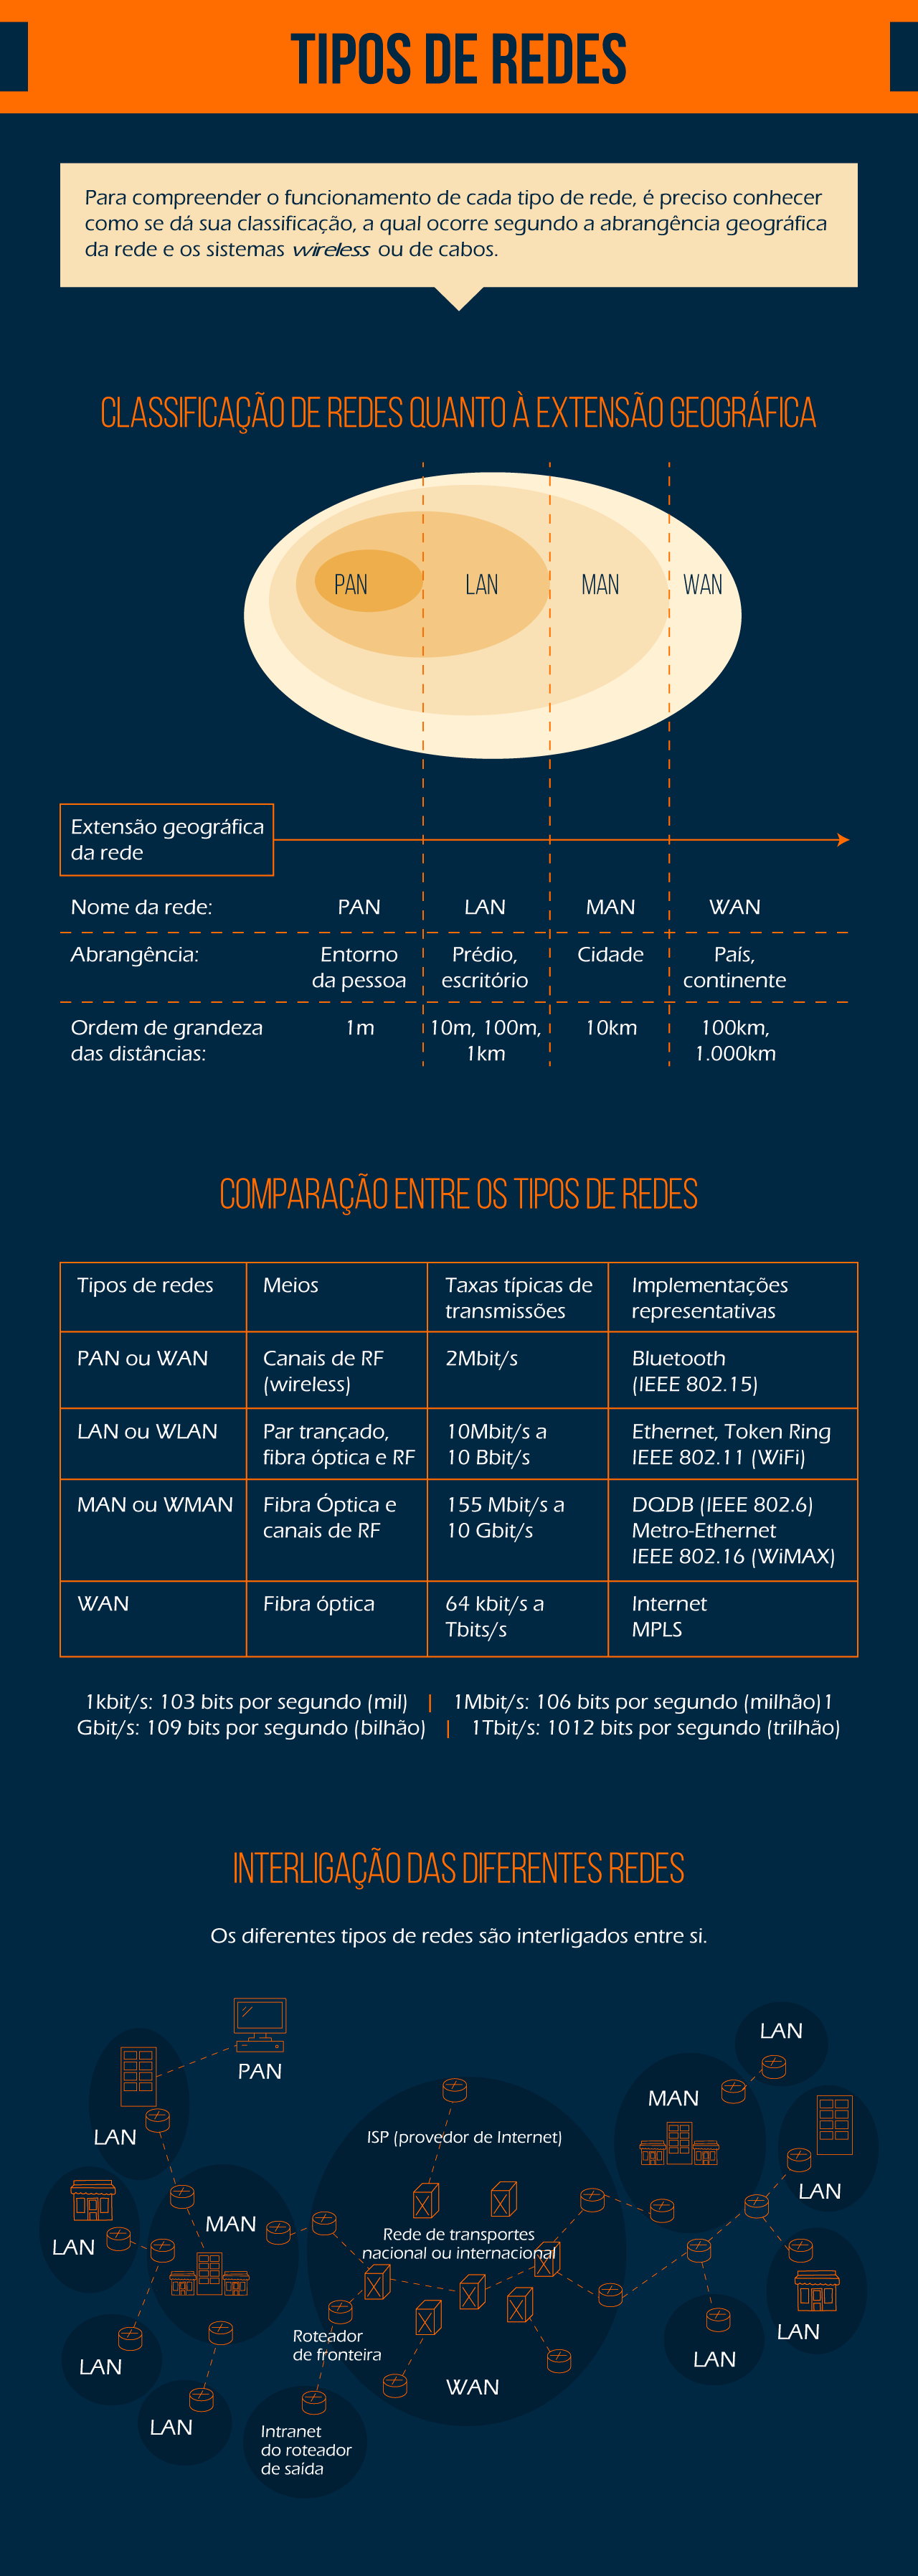 TIPOS DE REDES
Para compreender o funcionamento de cada tipo de rede, é preciso conhecer
como se dá sua classificação, a qual ocorre segundo a abrangência geográfica
da rede e os sistemas wireless ou de cabos.
CLASSIFICAÇÃO DE REDES QUANTO À EXTENSÃO GEOGRÁFICA
PAN LAN MAN WAN
Extensão geográfica
da rede
Nome da rede: PAN LAN MAN WAN
Abrangência: Entorno Prédio, Cidade País,
da pessoa escritório continente
Ordem de grandeza 1m 10m, 100m, 10km 100km,
das distâncias: 1km 1.000km
COMPARAÇÃO ENTRE OS TIPOS DE REDES
Tipos de redes Meios Taxas típicas de Implementações
transmissões representativas
PAN ou WAN Canais de RF 2Mbit/s Bluetooth
(wireless) (IEEE 802.15)
LAN ou WLAN Par trançado, 10Mbit/s a Ethernet, Token Ring
fibra óptica e RF 10 Bbit/s IEEE 802.11 (WiFi)
MAN ou WMAN Fibra Óptica e 155 Mbit/s a DQDB (IEEE 802.6)
canais de RF 10 Gbit/s Metro-Ethernet
IEEE 802.16 (WiMAX)
WAN Fibra óptica 64 kbit/s a Internet
Tbits/s MPLS
1kbit/s: 103 bits por segundo (mil) | 1Mbit/s: 106 bits por segundo (milhão)1
Gbit/s: 109 bits por segundo (bilhão) | 1Tbit/s: 1012 bits por segundo (trilhão)
INTERLIGAÇÃO DAS DIFERENTES REDES
Os diferentes tipos de redes são interligados entre si.
LAN
PAN
MAN
LAN
ISP (provedor de Internet)
LAN
MAN
Rede de transportes
nacional ou internacional
LAN
Roteador
de fronteira
LAN
LAN
LAN
WAN
LAN
Intranet
do roteador
de saída